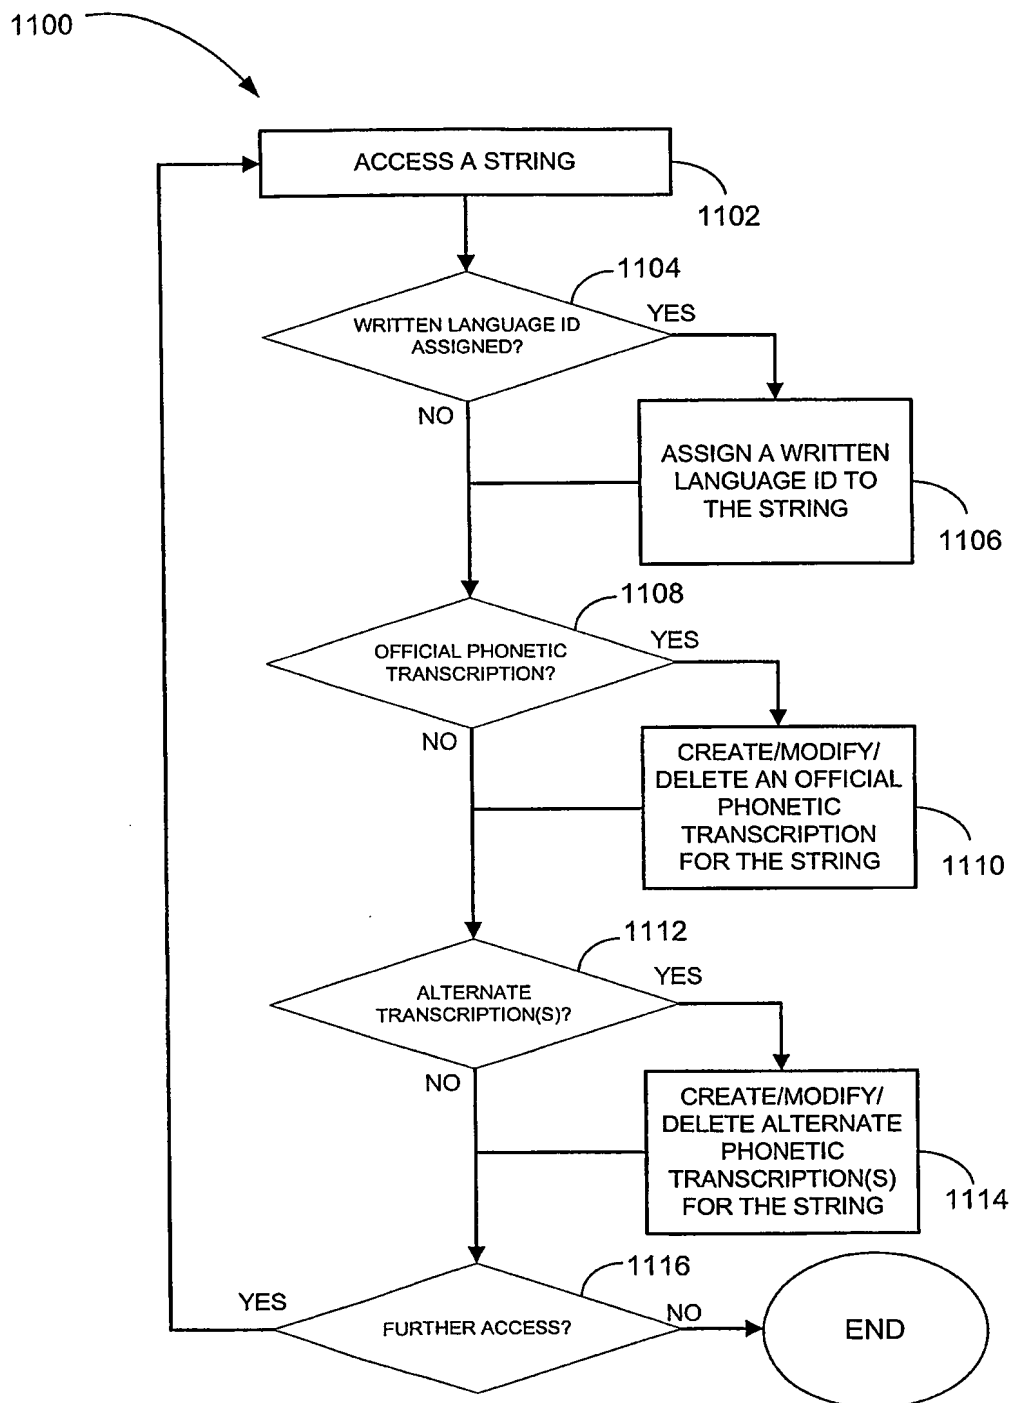 1100
ACCESS A STRING
1102
1104
WRITTEN LANGUAGE ID
ASSIGNED?
YES
NO
ASSIGN A WRITTEN
LANGUAGE ID TO
THE STRING
1106
1108
OFFICIAL PHONETIC
TRANSCRIPTION?
YES
NO
CREATE/MODIFY/
DELETE AN OFFICIAL
PHONETIC
TRANSCRIPTION
FOR THE STRING
1110
1112
ALTERNATE
TRANSCRIPTION(S)?
YES
NO
CREATE/MODIFY/
DELETE ALTERNATE
PHONETIC
TRANSCRIPTION(S)
FOR THE STRING
1114
1116
YES
FURTHER ACCESS?
NO
END